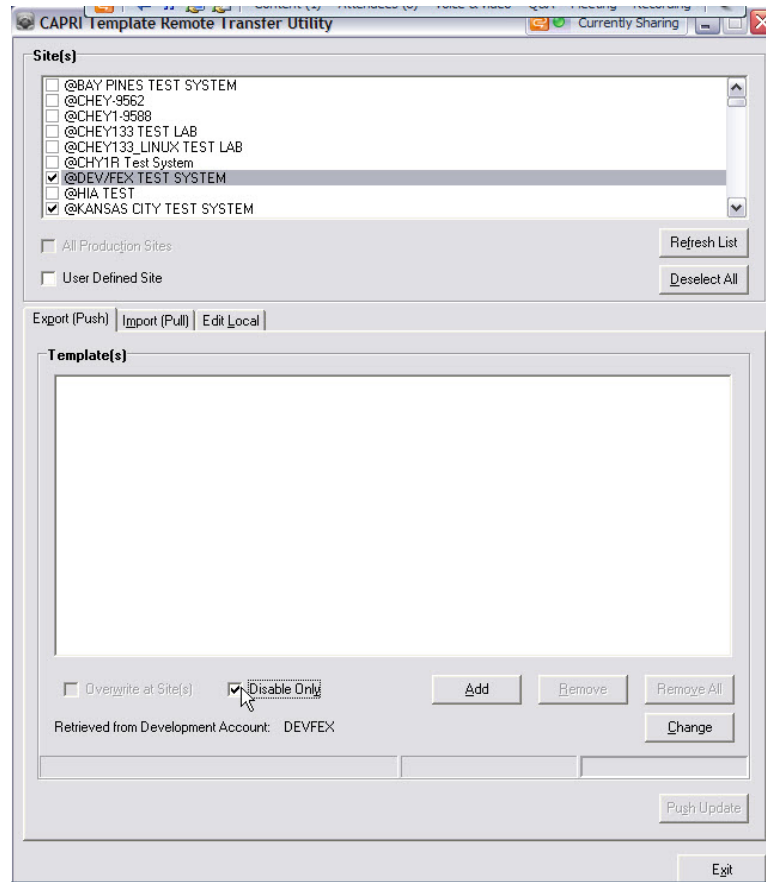 CAPRI Template Remote Transfer Utility
Currently Sharing
Site(s)
@BAY PINES TEST SYSTEM
@CHEY-9562
@CHEY1-9588
@CHEY133 TEST LAB
@CHEY133_LINUX TEST LAB
@CHY1R Test System
@DEV/FEX TEST SYSTEM
@HIA TEST
@KANSAS CITY TEST SYSTEM
All Production Sites
Refresh List
User Defined Site
Deselect All
Export (Push) Import (Pull) Edit Local
Template(s)
Overwrite at Site(s) Disable Only Add Remove Remove All
Retrieved from Development Account: DEVFEX Change
Push Update
Exit